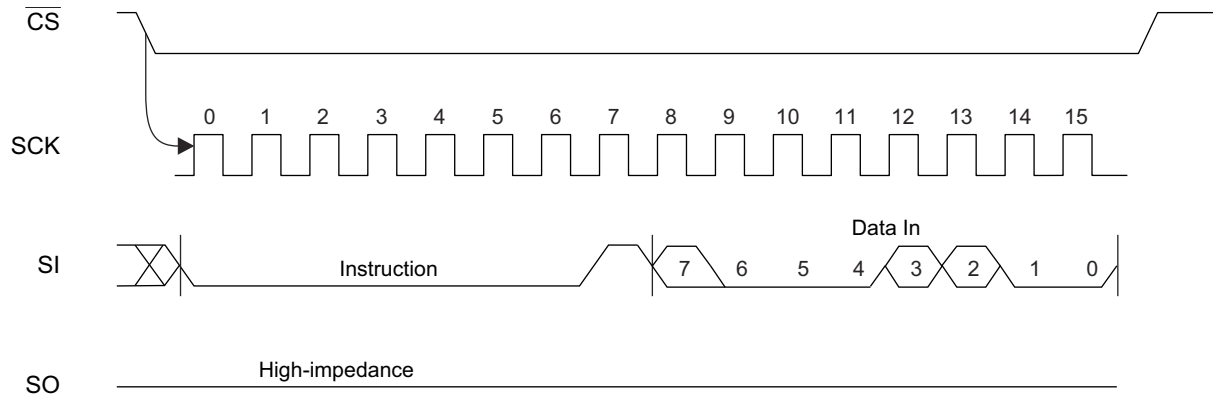 CS
0 1 2 3 4 5 6 7 8 9 10 11 12 13 14 15
SCK
Data In
SI
Instruction
7 6 5 4 3 2 1 0
High-impedance
SO